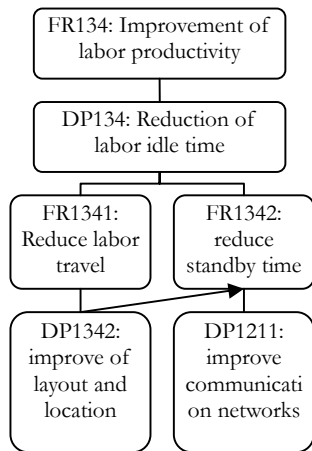 FR134: Improvement of
labor productivity
DP134: Reduction of
labor idle time
FR1341:
Reduce labor
travel
FR1342:
reduce
standby time
DP1342:
improve of
layout and
location
DP1211:
improve
communicati
on networks